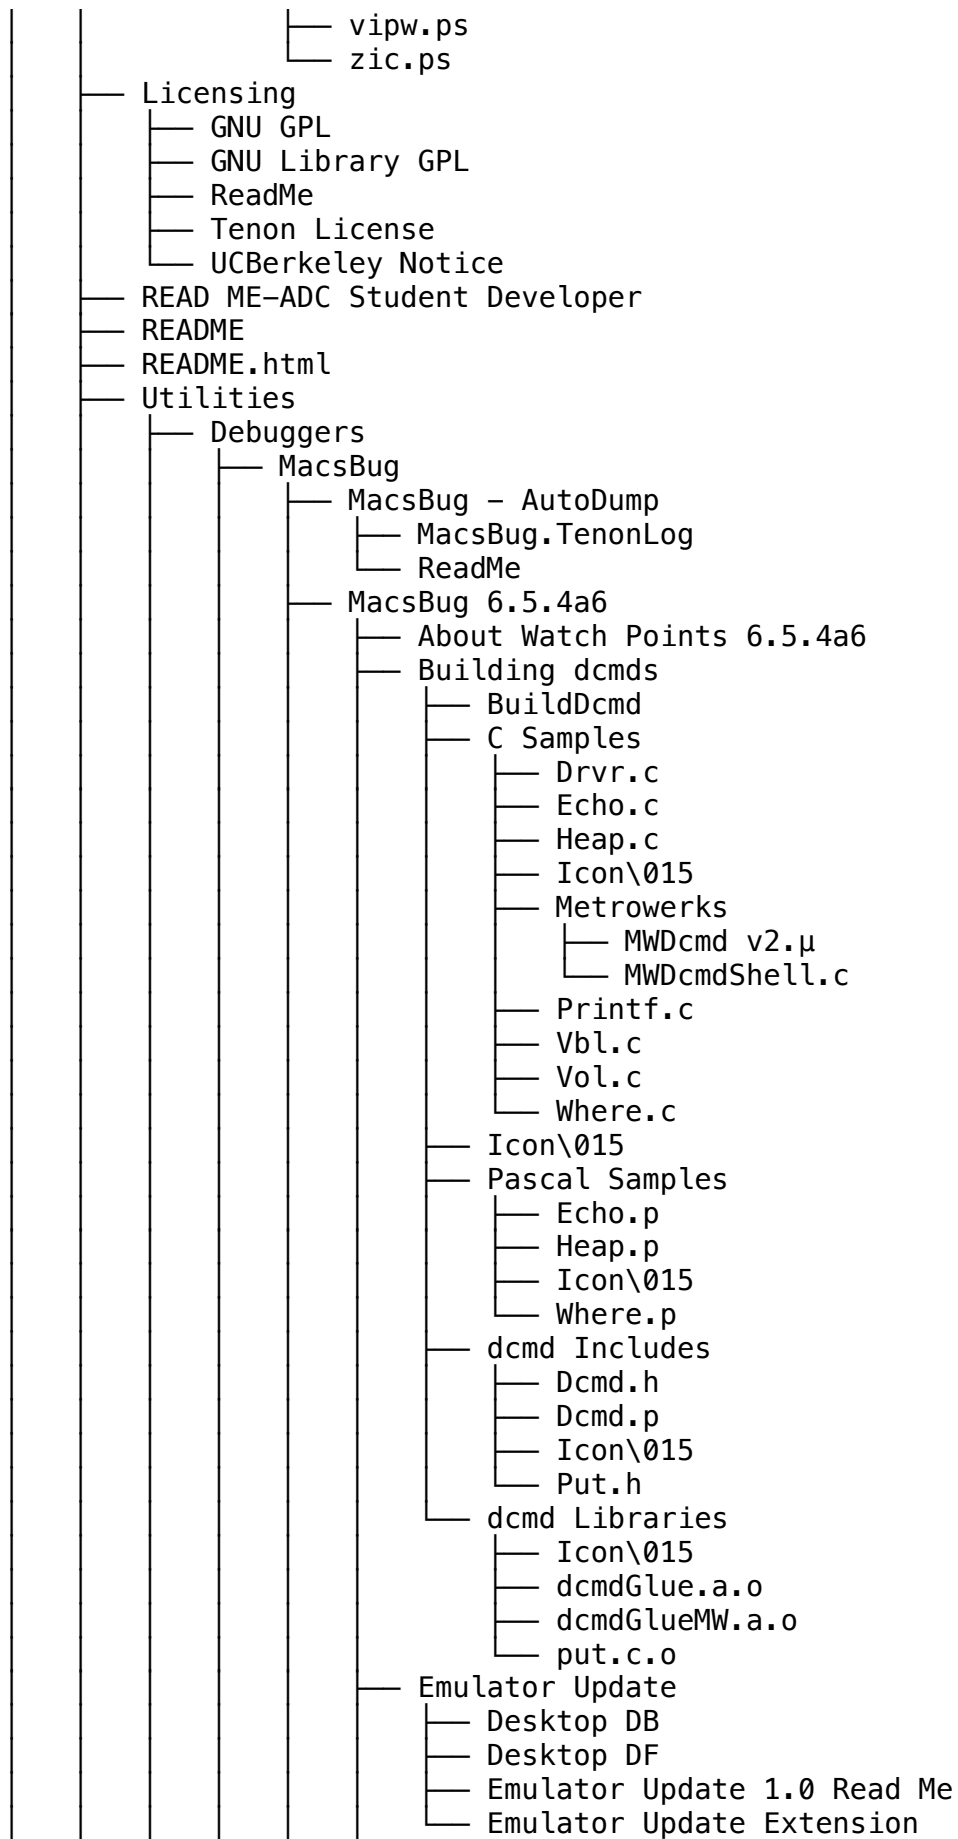 │   │           ├── vipw.ps
│   │           └── zic.ps
│   ├── Licensing
│   │   ├── GNU GPL
│   │   ├── GNU Library GPL
│   │   ├── ReadMe
│   │   ├── Tenon License
│   │   └── UCBerkeley Notice
│   ├── READ ME–ADC Student Developer
│   ├── README
│   ├── README.html
│   ├── Utilities
│   │   ├── Debuggers
│   │   │   ├── MacsBug
│   │   │   │   ├── MacsBug – AutoDump
│   │   │   │   │   ├── MacsBug.TenonLog
│   │   │   │   │   └── ReadMe
│   │   │   │   ├── MacsBug 6.5.4a6
│   │   │   │   │   ├── About Watch Points 6.5.4a6
│   │   │   │   │   ├── Building dcmds
│   │   │   │   │   │   ├── BuildDcmd
│   │   │   │   │   │   ├── C Samples
│   │   │   │   │   │   │   ├── Drvr.c
│   │   │   │   │   │   │   ├── Echo.c
│   │   │   │   │   │   │   ├── Heap.c
│   │   │   │   │   │   │   ├── Icon\015
│   │   │   │   │   │   │   ├── Metrowerks
│   │   │   │   │   │   │   │   ├── MWDcmd v2.µ
│   │   │   │   │   │   │   │   └── MWDcmdShell.c
│   │   │   │   │   │   │   ├── Printf.c
│   │   │   │   │   │   │   ├── Vbl.c
│   │   │   │   │   │   │   ├── Vol.c
│   │   │   │   │   │   │   └── Where.c
│   │   │   │   │   │   ├── Icon\015
│   │   │   │   │   │   ├── Pascal Samples
│   │   │   │   │   │   │   ├── Echo.p
│   │   │   │   │   │   │   ├── Heap.p
│   │   │   │   │   │   │   ├── Icon\015
│   │   │   │   │   │   │   └── Where.p
│   │   │   │   │   │   ├── dcmd Includes
│   │   │   │   │   │   │   ├── Dcmd.h
│   │   │   │   │   │   │   ├── Dcmd.p
│   │   │   │   │   │   │   ├── Icon\015
│   │   │   │   │   │   │   └── Put.h
│   │   │   │   │   │   └── dcmd Libraries
│   │   │   │   │   │       ├── Icon\015
│   │   │   │   │   │       ├── dcmdGlue.a.o
│   │   │   │   │   │       ├── dcmdGlueMW.a.o
│   │   │   │   │   │       └── put.c.o
│   │   │   │   │   ├── Emulator Update
│   │   │   │   │   │   ├── Desktop DB
│   │   │   │   │   │   ├── Desktop DF
│   │   │   │   │   │   ├── Emulator Update 1.0 Read Me
│   │   │   │   │   │   └── Emulator Update Extension